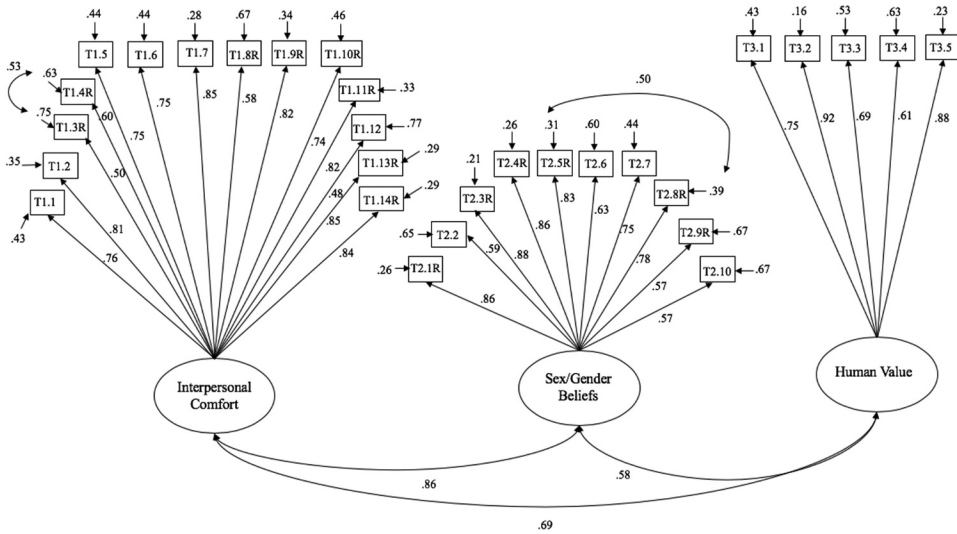 .44 .44 .28 .67 .34 .46
T1.5 T1.6 T1.7 T1.8R T1.9R T1.10R
.53
.63
T1.4R
.75
T1.3R
.35
T1.2
T1.1
.43
T1.11R .33
T1.12 .77
T1.13R .29
T1.14R .29
.76
.81
.50
.60
.75
.75
.85
.58
.82
.74
.82
.48
.85
.84
Interpersonal
Comfort
.50
.26 .31 .60 .44
T2.4R T2.5R T2.6 T2.7
.21
T2.3R
.65 T2.2
.26 T2.1R
T2.8R .39
T2.9R .67
T2.10 .67
.86
.59
.88
.86
.83
.63
.75
.78
.57
.57
Sex/Gender
Beliefs
.43 .16 .53 .63 .23
T3.1 T3.2 T3.3 T3.4 T3.5
.75 .92 .69 .61 .88
Human Value
.86
.58
.69